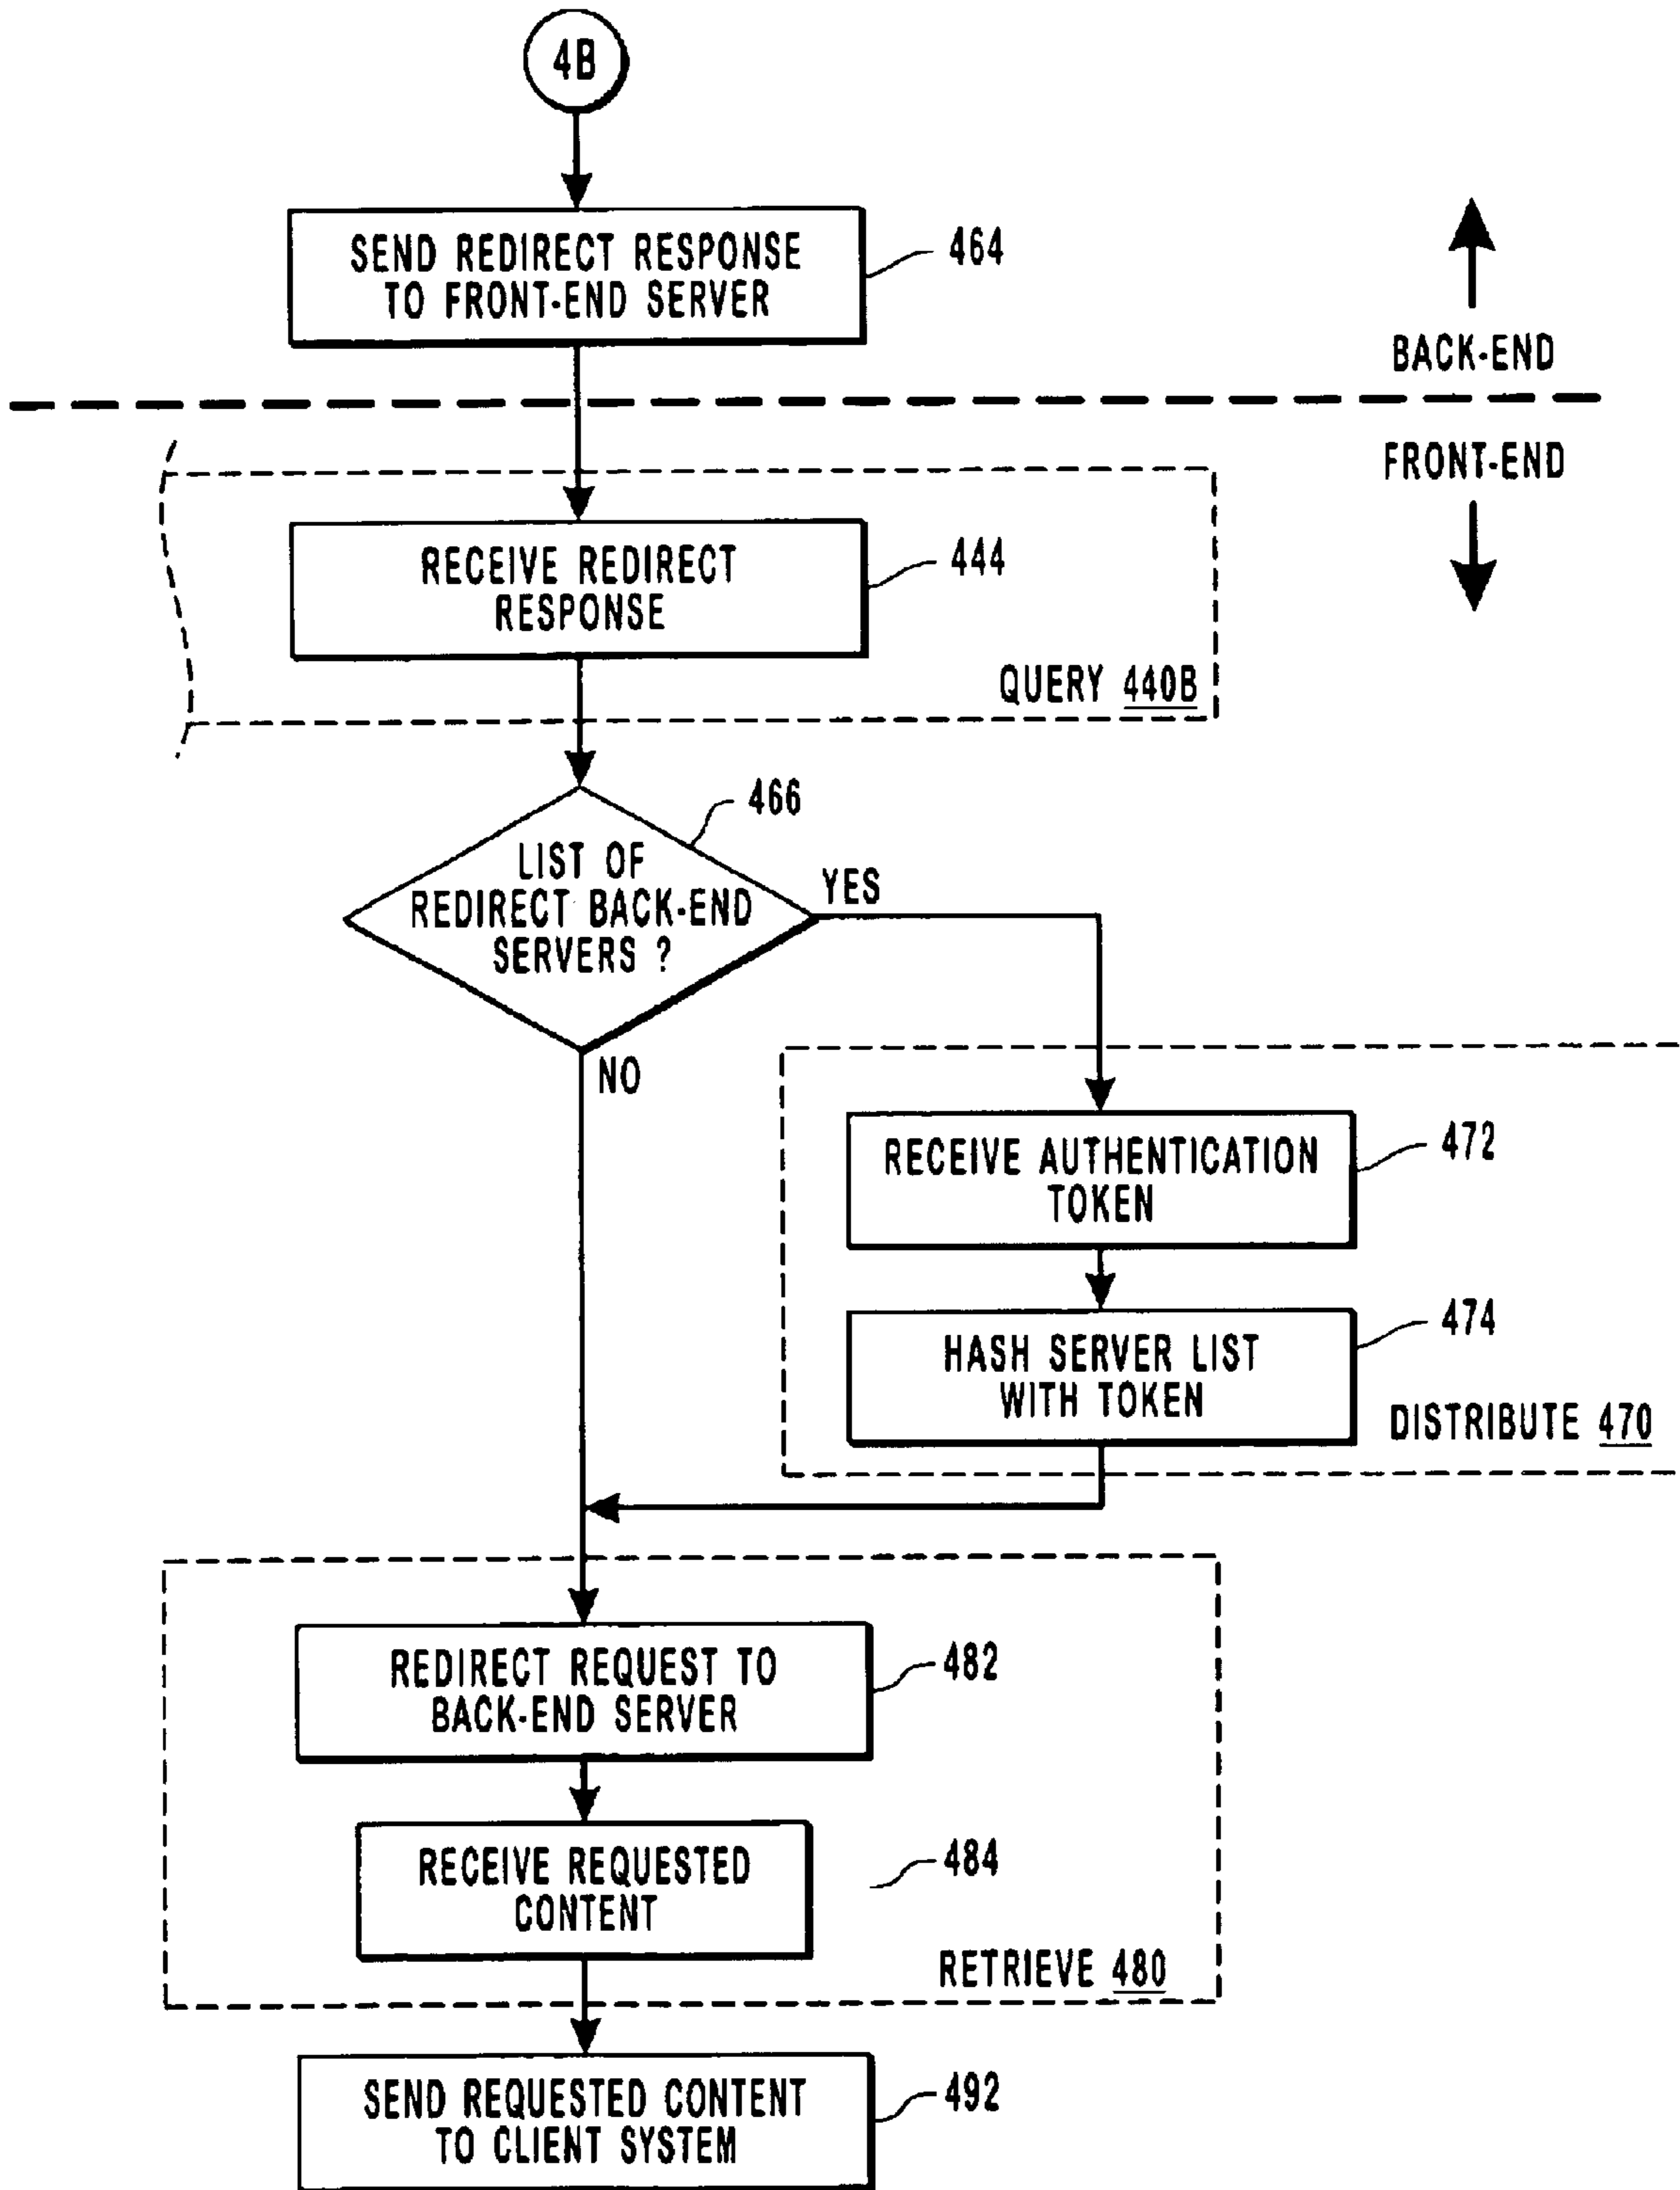 4B
SEND REDIRECT RESPONSE
TO FRONT-END SERVER
464
BACK-END
FRONT-END
RECEIVE REDIRECT
RESPONSE
444
QUERY 440B
466
LIST OF
REDIRECT BACK-END
SERVERS ?
YES
NO
RECEIVE AUTHENTICATION
TOKEN
472
HASH SERVER LIST
WITH TOKEN
474
DISTRIBUTE 470
REDIRECT REQUEST TO
BACK-END SERVER
482
RECEIVE REQUESTED
CONTENT
484
RETRIEVE 480
SEND REQUESTED CONTENT
TO CLIENT SYSTEM
492